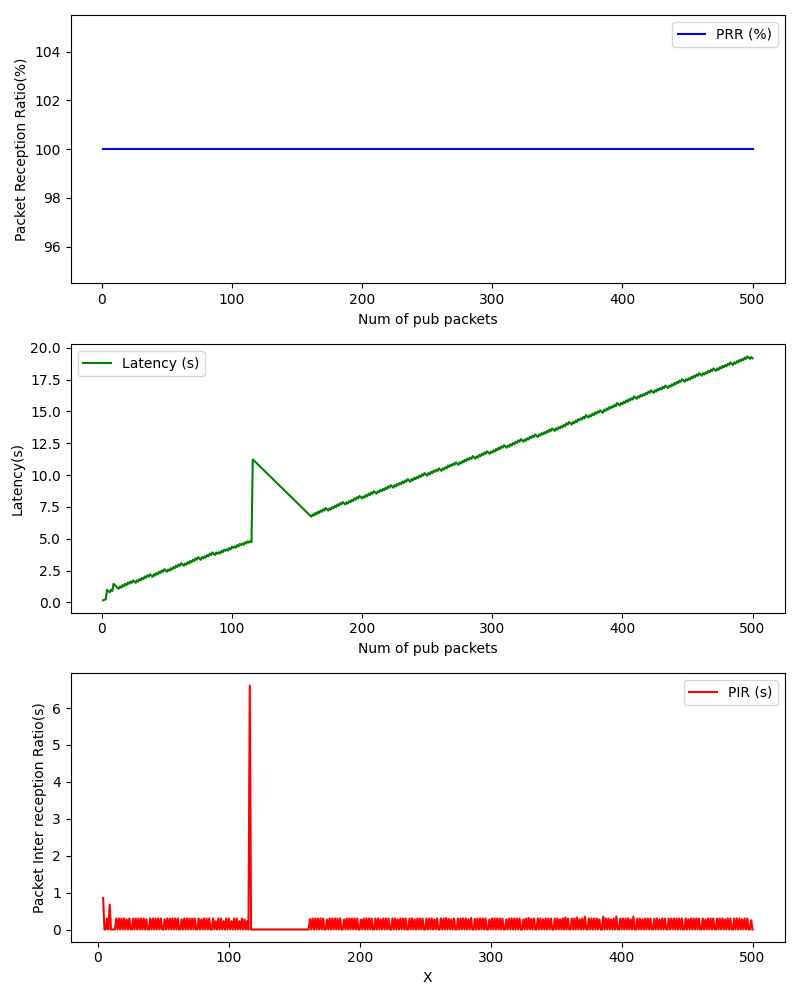 PRR (%)
104
102
100
98
96
Packet Reception Ratio(%)
0 100 200 300 400 500
Num of pub packets
Latency (s)
20.0
17.5
15.0
12.5
10.0
7.5
5.0
2.5
0.0
Latency(s)
0 100 200 300 400 500
Num of pub packets
PIR (s)
6
5
4
3
2
1
0
Packet Inter reception Ratio(s)
0 100 200 300 400 500
X